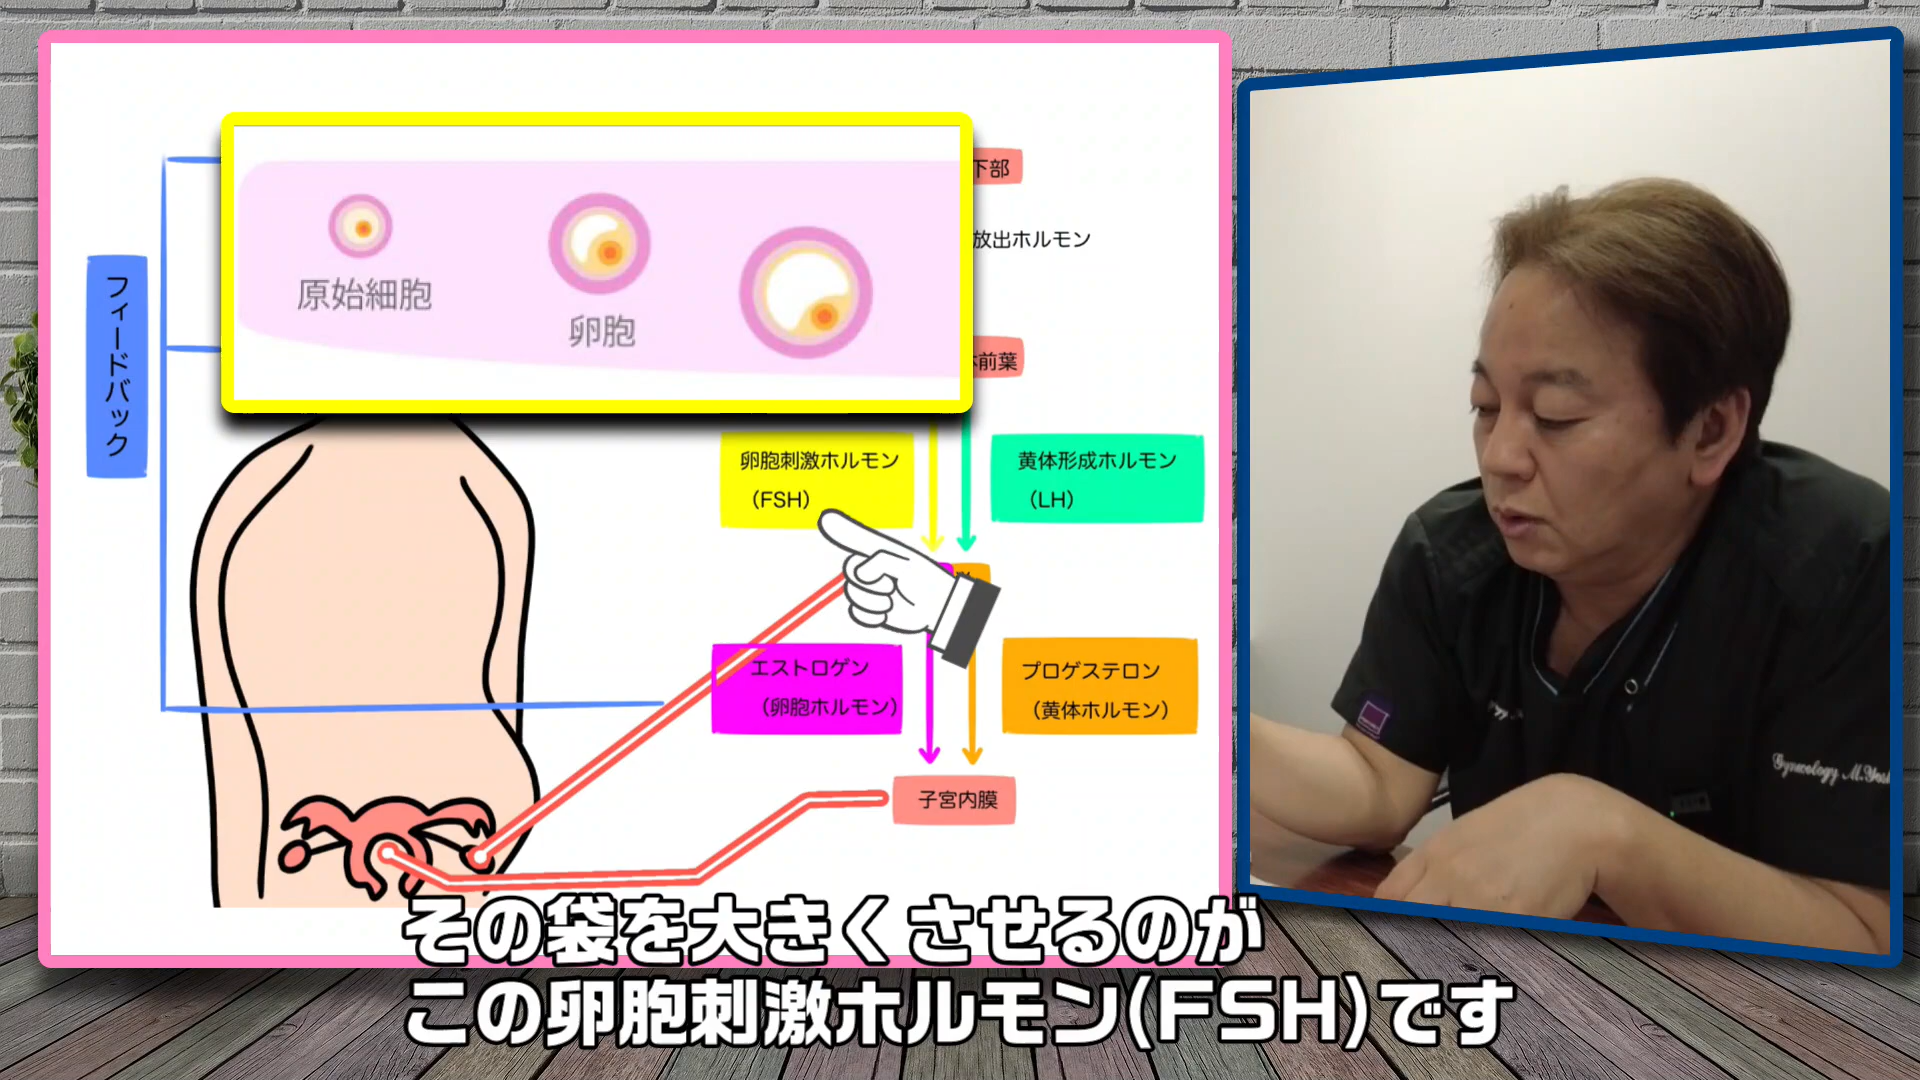 下部
放出ホルモン
原始細胞
卵胞
フィードバック
前葉
卵胞刺激ホルモン
（FSH）
黄体形成ホルモン
（LH）
エストロゲン
（卵胞ホルモン）
プロゲステロン
（黄体ホルモン）
子宮内膜
Gynecology M.Yosh
その袋を大きくさせるのが
この卵胞刺激ホルモン(FSH)です